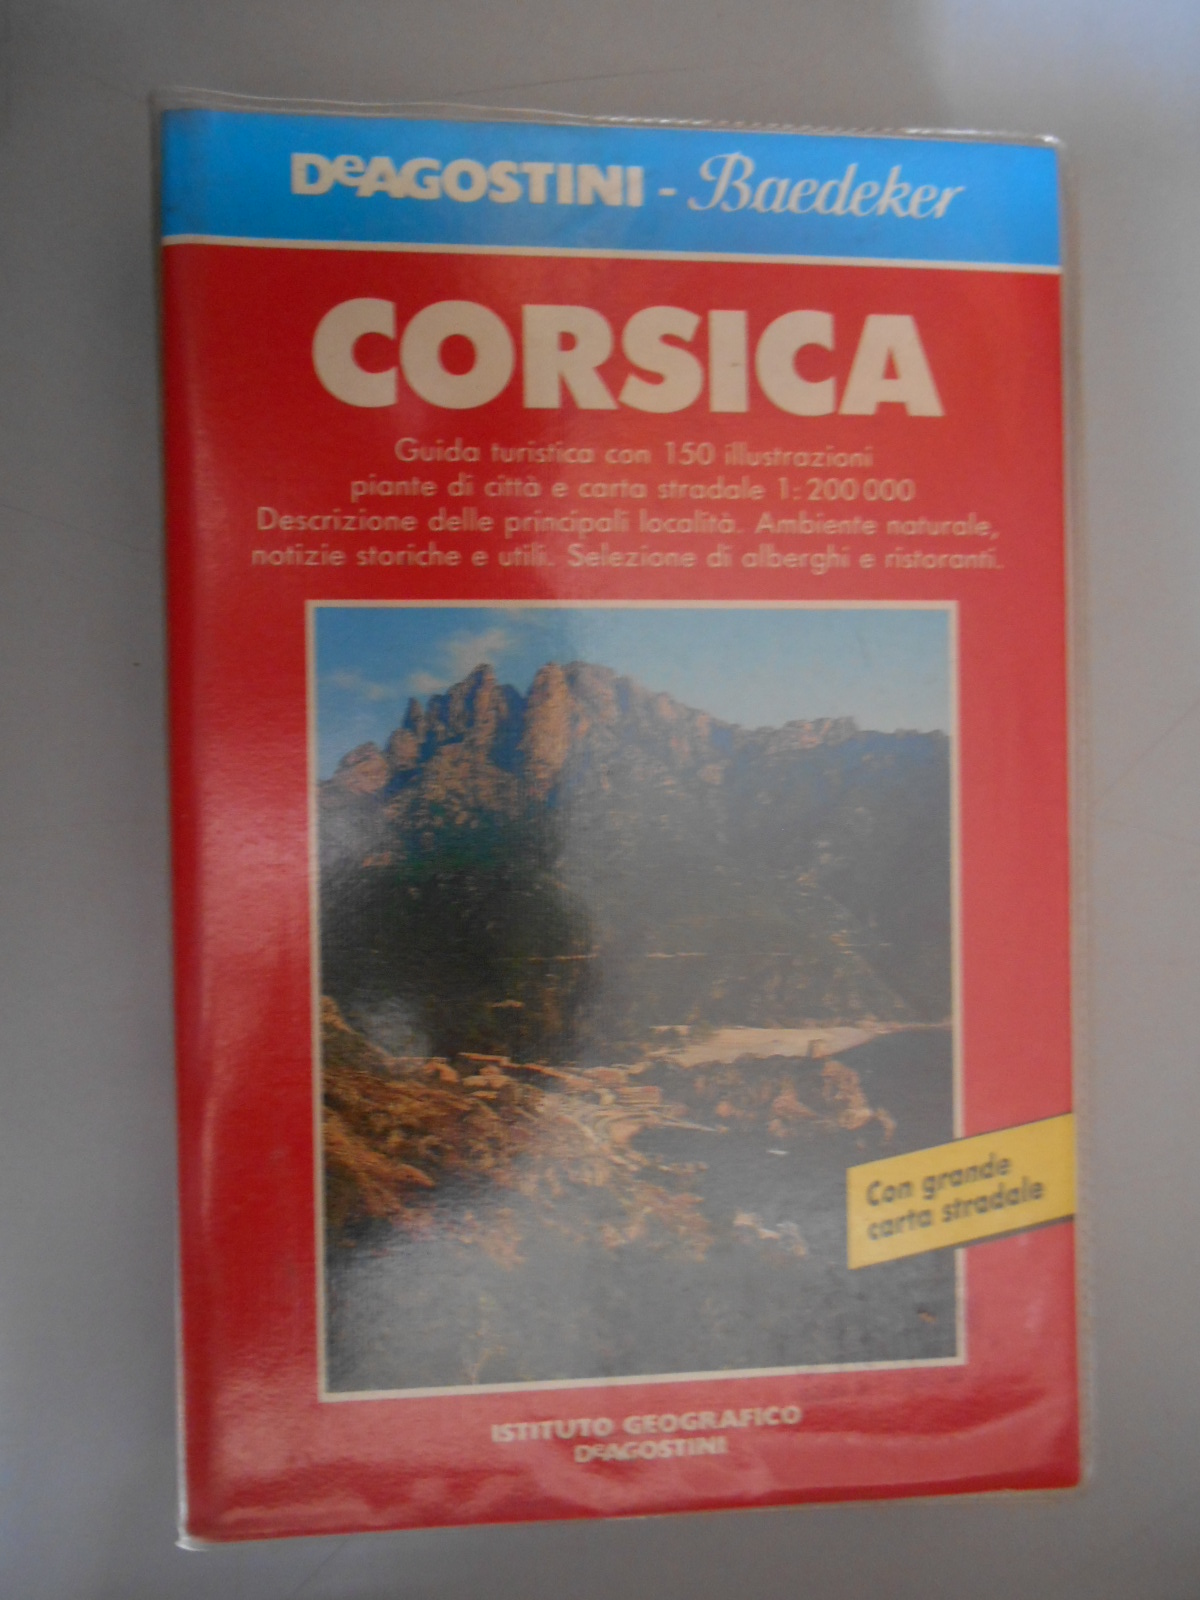 DeAGOSTINI - Baedeker
CORSICA
Guida turistica con 150 illustrazioni
piante di città e carta stradale 1:200 000
Descrizione delle principali località. Ambiente naturale,
notizie storiche e utili. Selezione di alberghi e ristoranti.
Con grande
carta stradale
ISTITUTO GEOGRAFICO
DeAGOSTINI